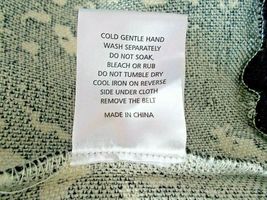 COLD GENTLE HAND
WASH SEPARATELY
DO NOT SOAK,
BLEACH OR RUB
DO NOT TUMBLE DRY
COOL IRON ON REVERSE
SIDE UNDER CLOTH
REMOVE THE BELT
MADE IN CHINA